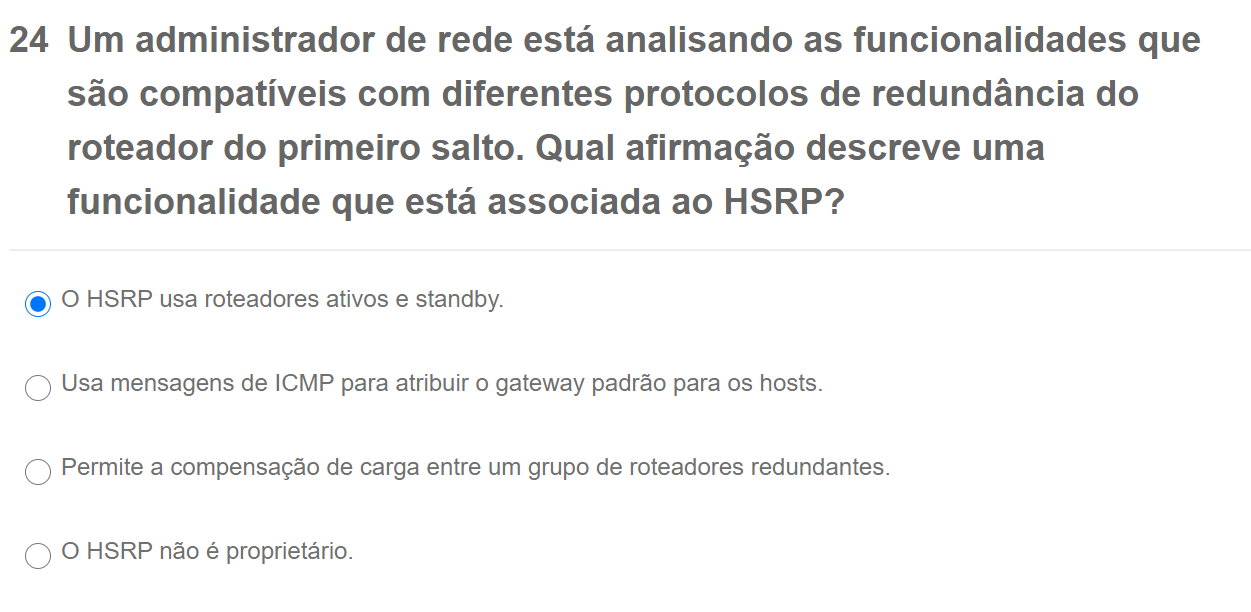 24 Um administrador de rede está analisando as funcionalidades que
são compatíveis com diferentes protocolos de redundância do
roteador do primeiro salto. Qual afirmação descreve uma
funcionalidade que está associada ao HSRP?
O HSRP usa roteadores ativos e standby.
Usa mensagens de ICMP para atribuir o gateway padrão para os hosts.
Permite a compensação de carga entre um grupo de roteadores redundantes.
O HSRP não é proprietário.